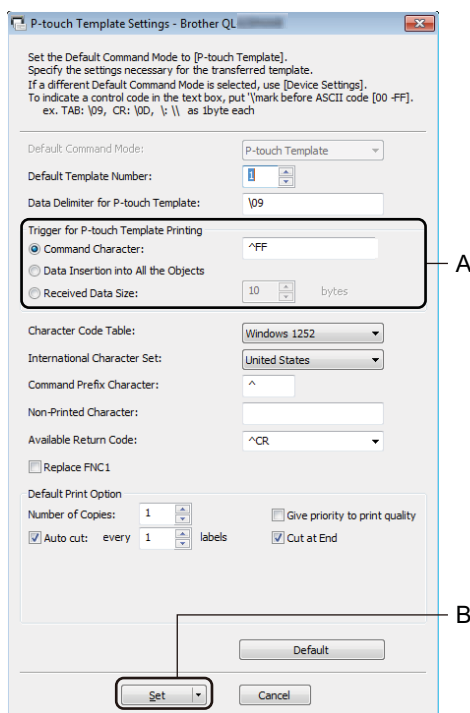 P-touch Template Settings - Brother QL
Set the Default Command Mode to [P-touch Template].
Specify the settings necessary for the transferred template.
If a different Default Command Mode is selected, use [Device Settings].
To indicate a control code in the text box, put '\'mark before ASCII code [00 -FF].
ex. TAB: \09, CR: \0D, \: \\ as 1byte each
Default Command Mode: P-touch Template
Default Template Number: 1
Data Delimiter for P-touch Template: \09
Trigger for P-touch Template Printing
Command Character: ^FF
A
Data Insertion into All the Objects
Received Data Size: 10 bytes
Character Code Table: Windows 1252
International Character Set: United States
Command Prefix Character: ^
Non-Printed Character:
Available Return Code: ^CR
Replace FNC1
Default Print Option
Number of Copies: 1 Give priority to print quality
Auto cut: every 1 labels Cut at End
B
Default
Set Cancel